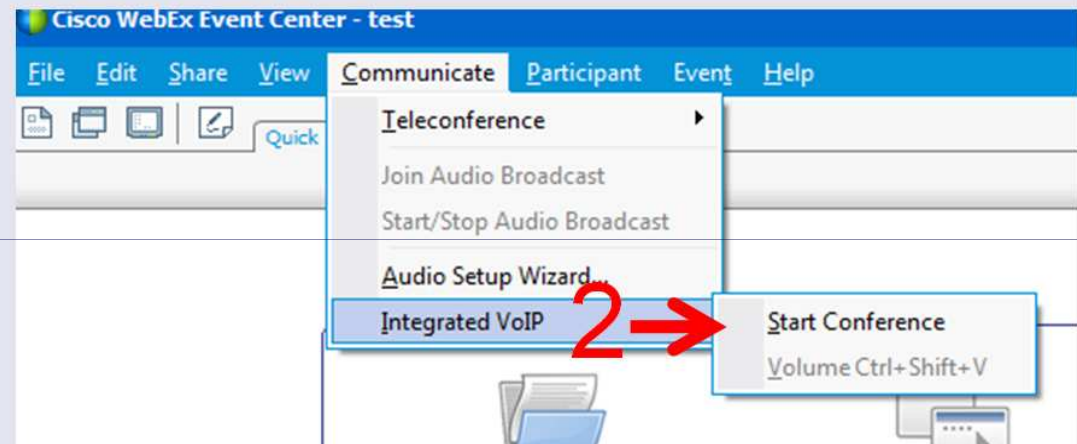 Cisco WebEx Event Center - test
File Edit Share View Communicate Participant Event Help
Quick
Teleconference
Join Audio Broadcast
Start/Stop Audio Broadcast
Audio Setup Wizard...
Integrated VoIP
2
Start Conference
Volume Ctrl+Shift+V